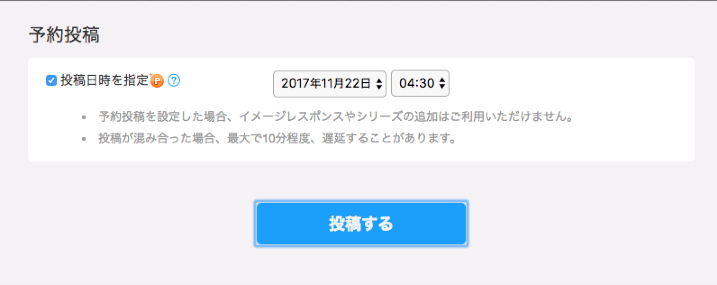 予約投稿
投稿日時を指定 P ? 2017年11月22日 04:30
• 予約投稿を設定した場合、イメージレスポンスやシリーズの追加はご利用いただけません。
• 投稿が混み合った場合、最大で10分程度、遅延することがあります。
投稿する